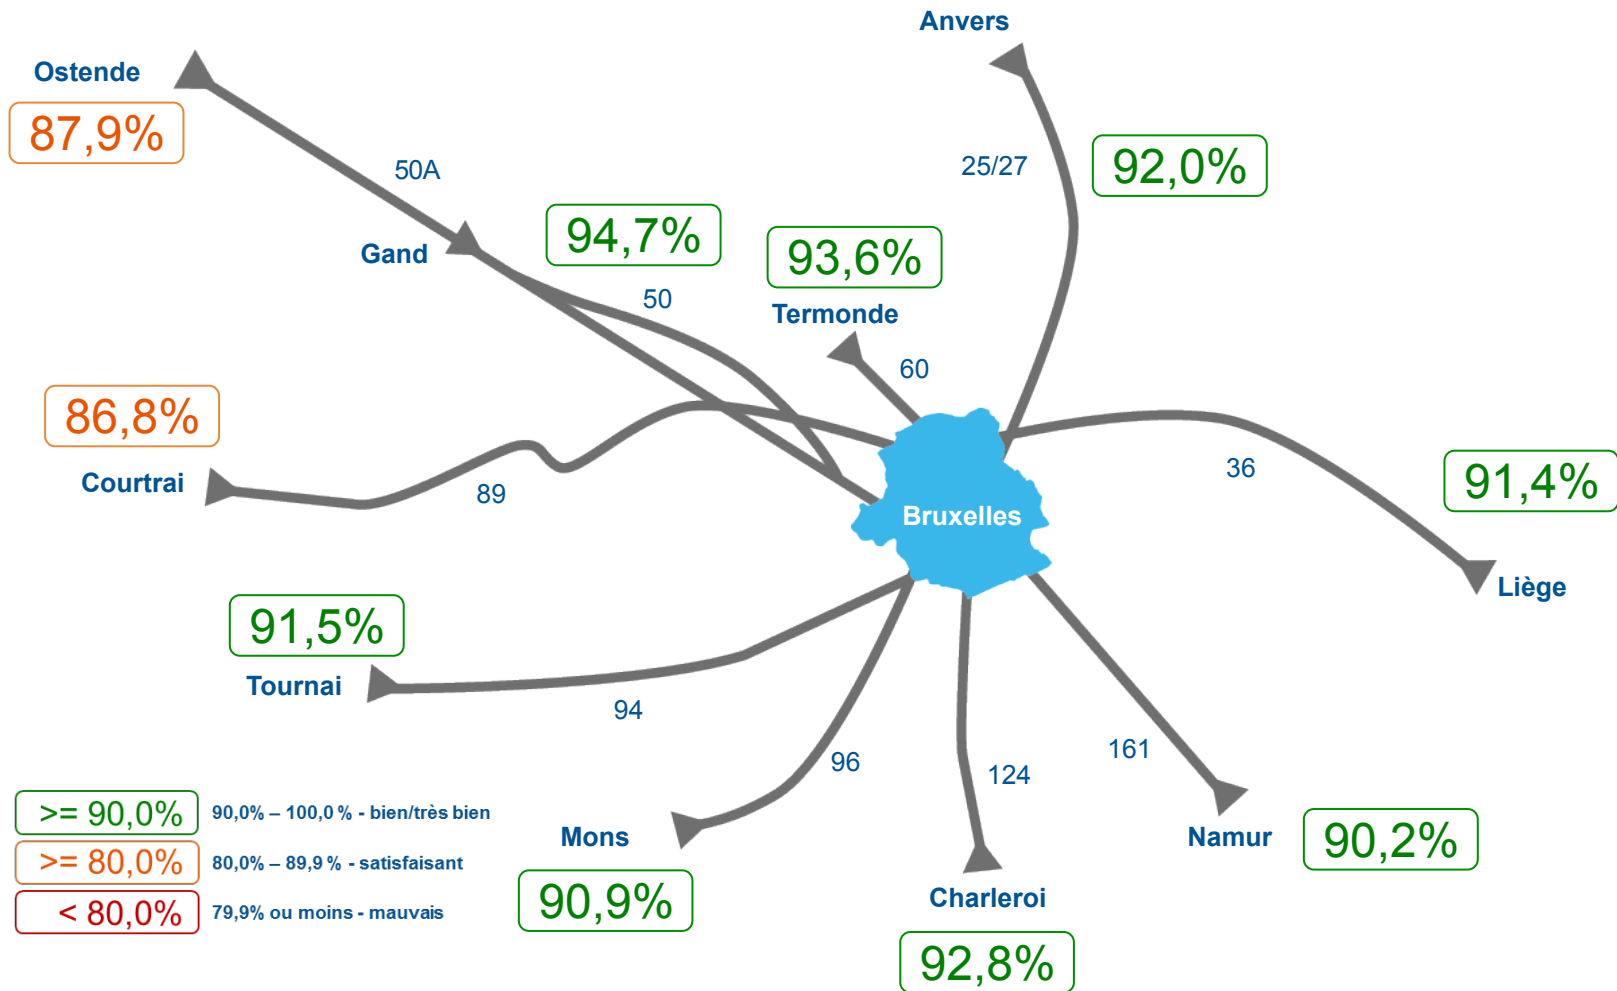 Anvers
Ostende
87,9%
50A
25/27
92,0%
94,7%
Gand
93,6%
50
Termonde
60
86,8%
Courtrai
89
36
91,4%
Bruxelles
Liège
91,5%
Tournai
94
96
124
161
>= 90,0%
90,0% – 100,0 % - bien/très bien
Mons
Namur
90,2%
>= 80,0%
80,0% – 89,9 % - satisfaisant
90,9%
Charleroi
< 80,0%
79,9% ou moins - mauvais
92,8%